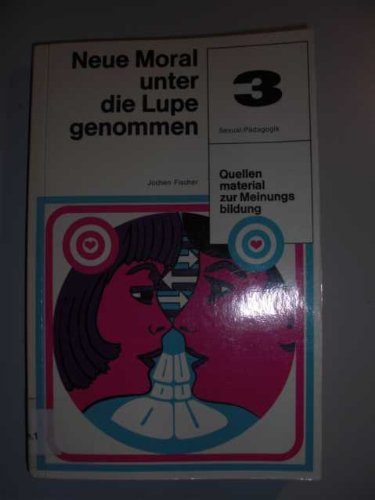 Neue Moral
unter
die Lupe
genommen
Jochen Fischer
3
Sexual-Pädagogik
Quellen
material
zur Meinungs
bildung